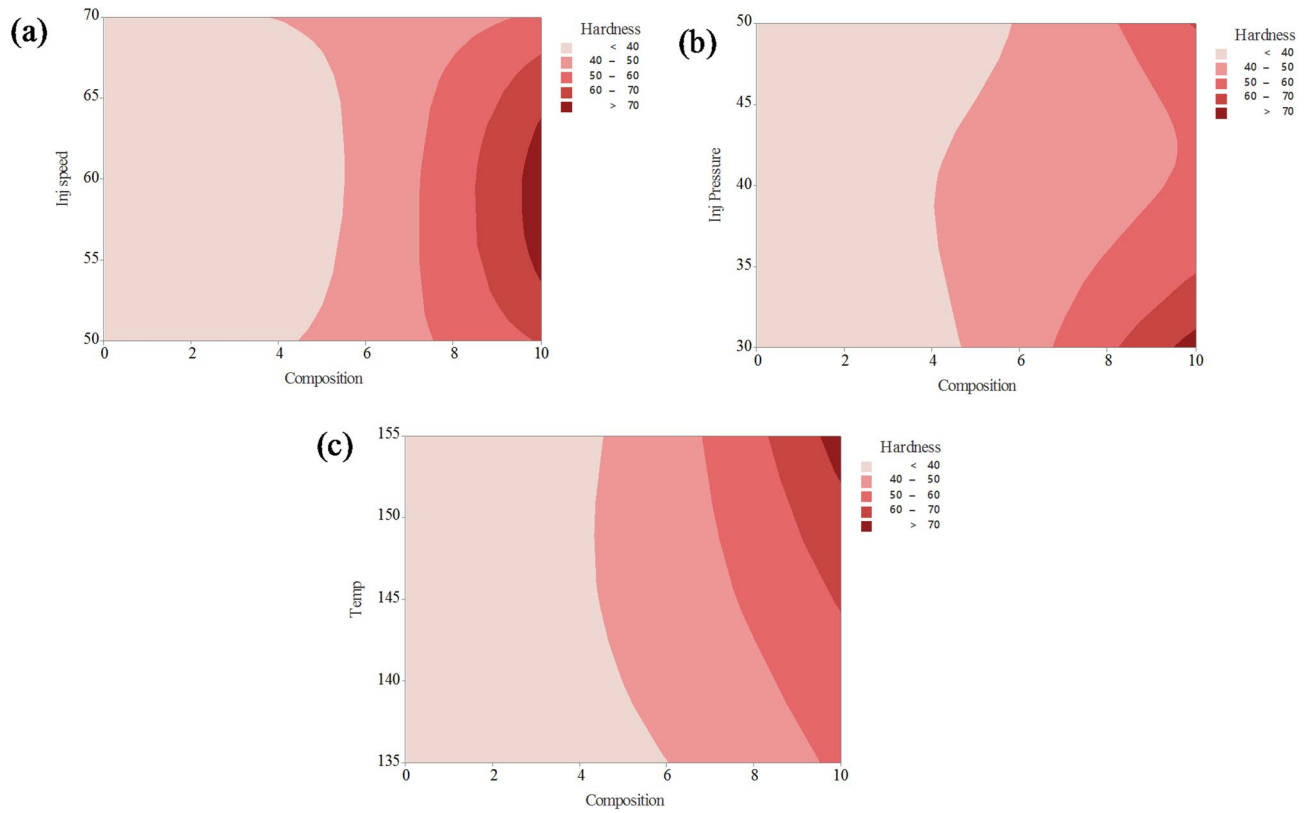 (a)
Hardness
< 40
40 – 50
50 – 60
60 – 70
> 70
70
65
60
55
50
Inj speed
0 2 4 6 8 10
Composition
(b)
Hardness
< 40
40 – 50
50 – 60
60 – 70
> 70
50
45
40
35
30
Inj Pressure
0 2 4 6 8 10
Composition
(c)
Hardness
< 40
40 – 50
50 – 60
60 – 70
> 70
155
150
145
140
135
Temp
0 2 4 6 8 10
Composition